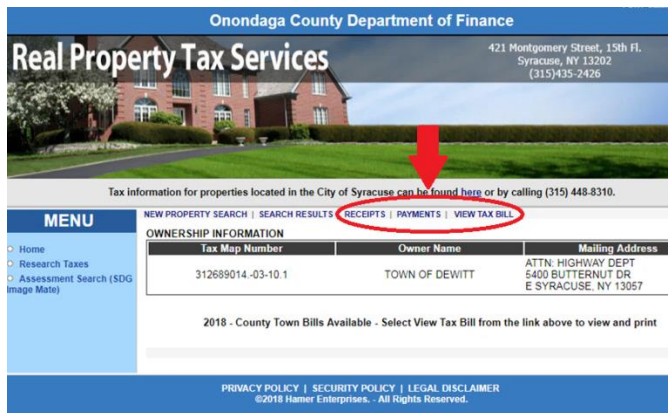 Onondaga County Department of Finance
Real Property Tax Services
421 Montgomery Street, 15th Fl.
Syracuse, NY 13202
(315)435-2426
Tax information for properties located in the City of Syracuse can be found here or by calling (315) 448-8310.
MENU
Home
Research Taxes
Assessment Search (SDG
Image Mate)
NEW PROPERTY SEARCH | SEARCH RESULTS | RECEIPTS | PAYMENTS | VIEW TAX BILL
OWNERSHIP INFORMATION
Tax Map Number Owner Name Mailing Address
312689014.-03-10.1 TOWN OF DEWITT ATTN: HIGHWAY DEPT
5400 BUTTERNUT DR
E SYRACUSE, NY 13057
2018 - County Town Bills Available - Select View Tax Bill from the link above to view and print
PRIVACY POLICY | SECURITY POLICY | LEGAL DISCLAIMER
©2018 Hamer Enterprises. - All Rights Reserved.